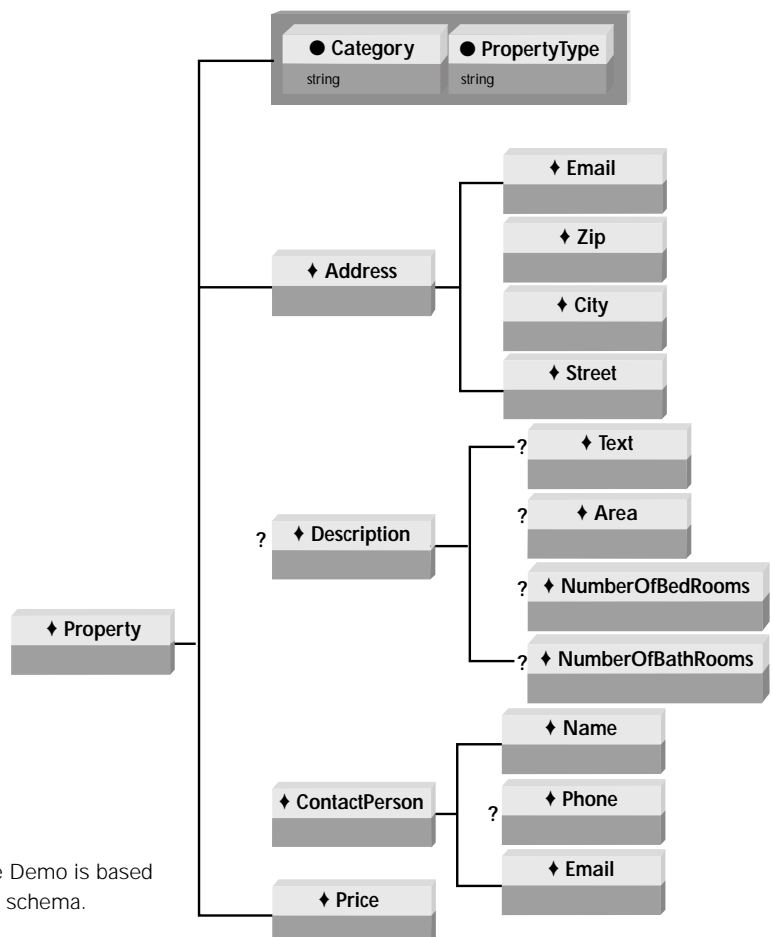 ● Category
string
● PropertyType
string
♦ Email
♦ Zip
♦ Address
♦ City
♦ Street
? ♦ Text
? ♦ Area
? ♦ Description
? ♦ NumberOfBedRooms
♦ Property
? ♦ NumberOfBathRooms
♦ Name
♦ ContactPerson
? ♦ Phone
♦ Email
e Demo is based
schema.
♦ Price